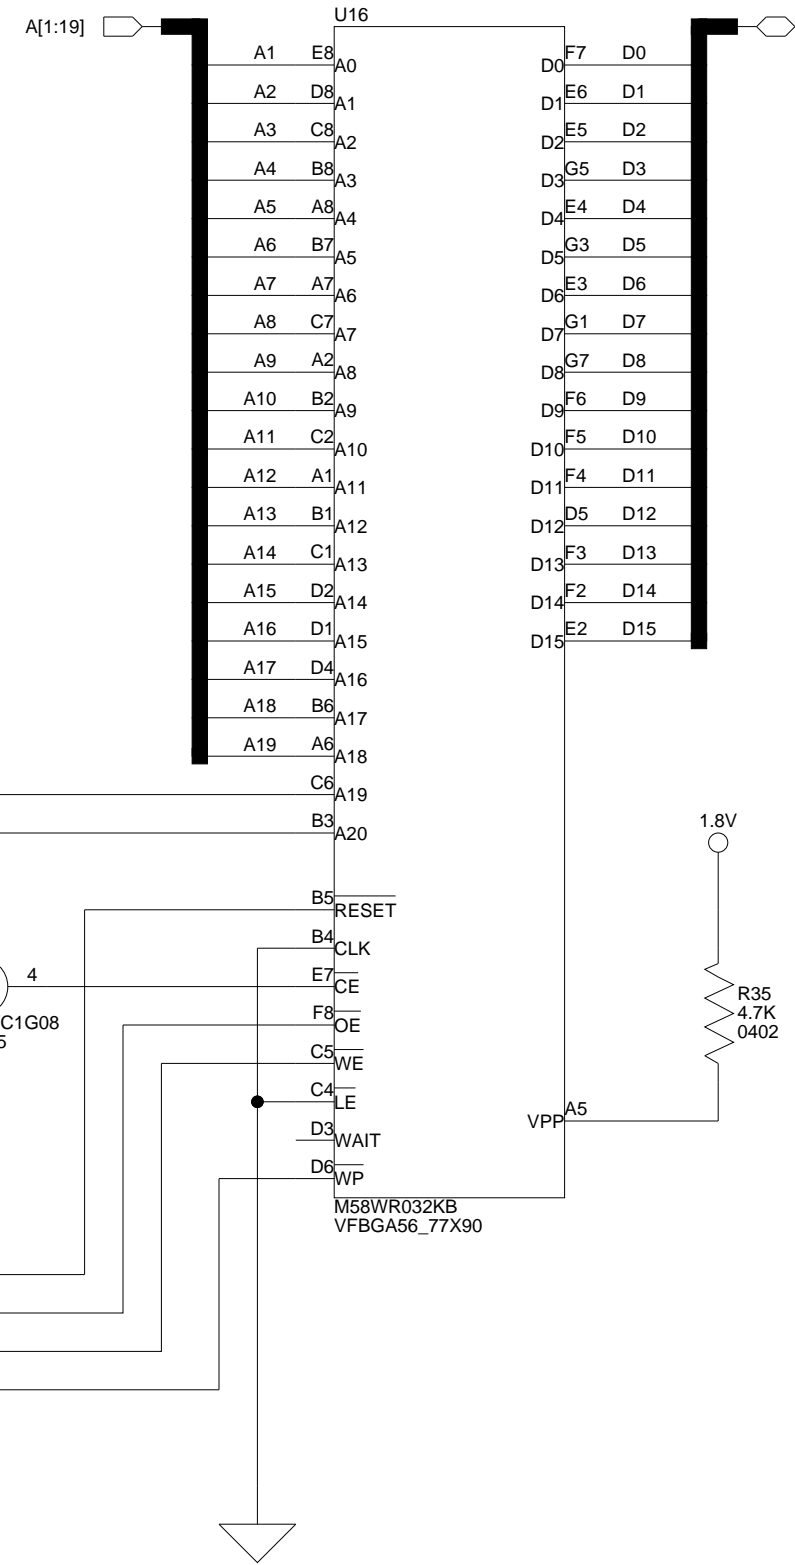 U16
A[1:19]
A1 E8 A0 D0 F7 D0
A2 D8 A1 D1 E6 D1
A3 C8 A2 D2 E5 D2
A4 B8 A3 D3 G5 D3
A5 A8 A4 D4 E4 D4
A6 B7 A5 D5 G3 D5
A7 A7 A6 D6 E3 D6
A8 C7 A7 D7 G1 D7
A9 A2 A8 D8 G7 D8
A10 B2 A9 D9 F6 D9
A11 C2 A10 D10 F5 D10
A12 A1 A11 D11 F4 D11
A13 B1 A12 D12 D5 D12
A14 C1 A13 D13 F3 D13
A15 D2 A14 D14 F2 D14
A16 D1 A15 D15 E2 D15
A17 D4 A16
A18 B6 A17
A19 A6 A18
C6 A19
B3 A20
1.8V
B5 RESET
B4 CLK
4 E7 CE
R35
4.7K
0402
C1G08
5
F8 OE
C5 WE
C4 LE
VPP A5
D3 WAIT
D6 WP
M58WR032KB
VFBGA56_77X90